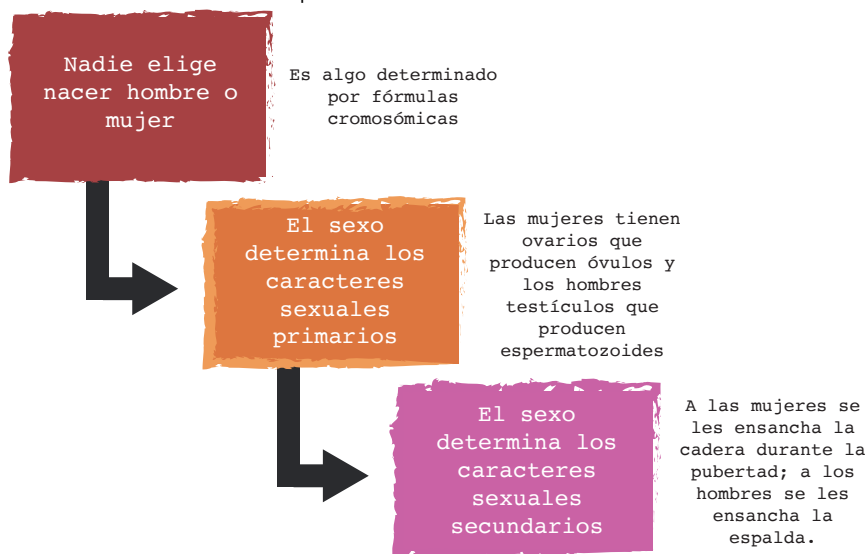 Nadie elige
nacer hombre o
mujer
Es algo determinado
por fórmulas
cromosómicas
El sexo
determina los
caracteres
sexuales
primarios
Las mujeres tienen
ovarios que
producen óvulos y
los hombres
testículos que
producen
espermatozoides
El sexo
determina los
caracteres
sexuales
secundarios
A las mujeres se
les ensancha la
cadera durante la
pubertad; a los
hombres se les
ensancha la
espalda.